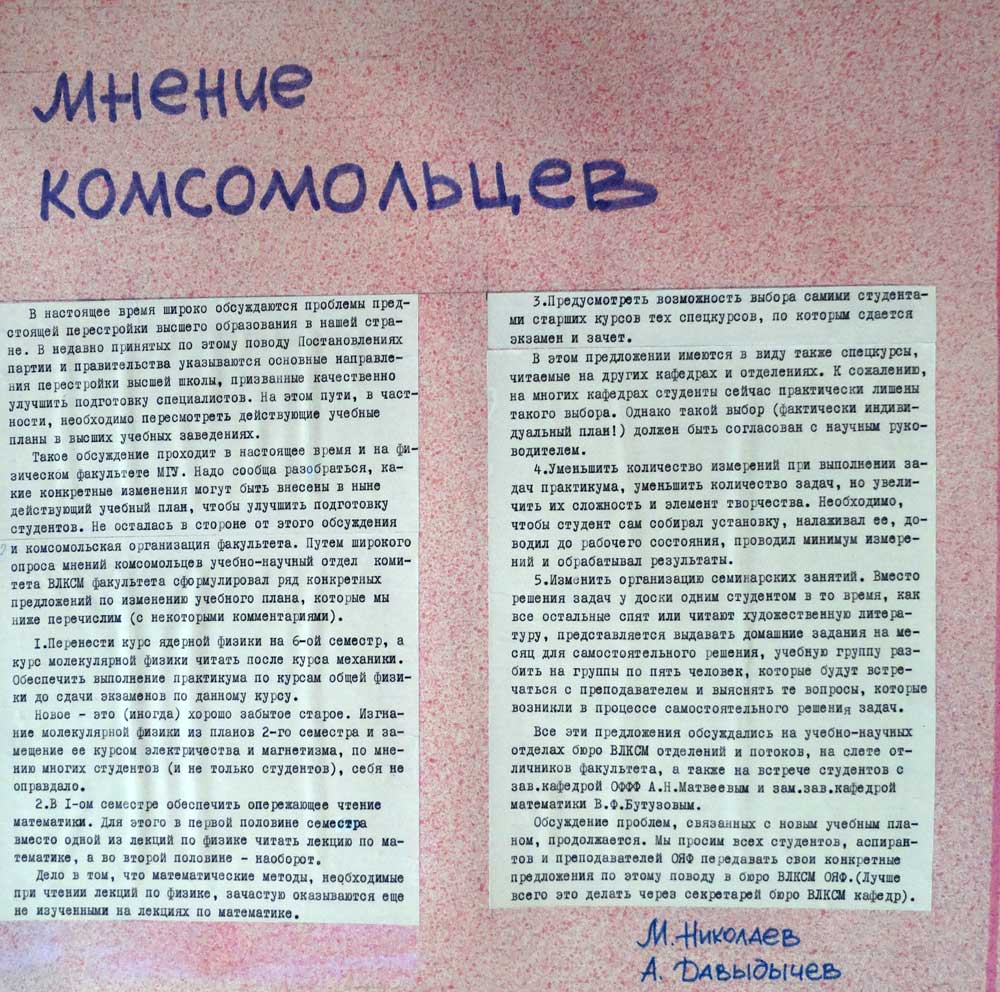 мнение
комсомольцев
В настоящее время широко обсуждаются проблемы пред-
стоящей перестройки высшего образования в нашей стра-
не. В недавно принятых по этому поводу Постановлениях
партии и правительства указываются основные направле-
ния перестройки высшей школы, призванные качественно
улучшить подготовку специалистов. На этом пути, в част-
ности, необходимо пересмотреть действующие учебные
планы в высших учебных заведениях.
Такое обсуждение проходит в настоящее время и на фи-
зическом факультете МГУ. Надо сообща разобраться, ка-
кие конкретные изменения могут быть внесены в ныне
действующий учебный план, чтобы улучшить подготовку
студентов. Не осталась в стороне от этого обсуждения
и комсомольская организация факультета. Путем широкого
опроса мнений комсомольцев учебно-научный отдел коми-
тета ВЛКСМ факультета сформулировал ряд конкретных
предложений по изменению учебного плана, которые мы
ниже перечислим (с некоторыми комментариями).
I.Перенести курс ядерной физики на 6-ой семестр, а
курс молекулярной физики читать после курса механики.
Обеспечить выполнение практикума по курсам общей физи-
ки до сдачи экзаменов по данному курсу.
Новое - это (иногда) хорошо забытое старое. Изгна-
ние молекулярной физики из планов 2-го семестра и за-
мещение ее курсом электричества и магнетизма, по мне-
нию многих студентов (и не только студентов), себя не
оправдало.
2.В I-ом семестре обеспечить опережающее чтение
математики. Для этого в первой половине семестра
вместо одной из лекций по физике читать лекцию по ма-
тематике, а во второй половине - наоборот.
Дело в том, что математические методы, необходимые
при чтении лекций по физике, зачастую оказываются еще
не изученными на лекциях по математике.
3.Предусмотреть возможность выбора самими студента-
ми старших курсов тех спецкурсов, по которым сдается
экзамен и зачет.
В этом предложении имеются в виду также спецкурсы,
читаемые на других кафедрах и отделениях. К сожалению,
на многих кафедрах студенты сейчас практически лишены
такого выбора. Однако такой выбор (фактически индиви-
дуальный план!) должен быть согласован с научным руко-
водителем.
4.Уменьшить количество измерений при выполнении за-
дач практикума, уменьшить количество задач, но увели-
чить их сложность и элемент творчества. Необходимо,
чтобы студент сам собирал установку, налаживал ее, до-
водил до рабочего состояния, проводил минимум измере-
ний и обрабатывал результаты.
5.Изменить организацию семинарских занятий. Вместо
решения задач у доски одним студентом в то время, как
все остальные спят или читают художественную литера-
туру, представляется выдавать домашние задания на ме-
сяц для самостоятельного решения, учебную группу раз-
бить на группы по пять человек, которые будут встре-
чаться с преподавателем и выяснять те вопросы, которые
возникли в процессе самостоятельного решения задач.
Все эти предложения обсуждались на учебно-научных
отделах бюро ВЛКСМ отделений и потоков, на слете от-
личников факультета, а также на встрече студентов с
зав.кафедрой ОФФФ А.Н.Матвеевым и зам.зав.кафедрой
математики В.Ф.Бутузовым.
Обсуждение проблем, связанных с новым учебным пла-
ном, продолжается. Мы просим всех студентов, аспиран-
тов и преподавателей ОЯФ передавать свои конкретные
предложения по этому поводу в бюро ВЛКСМ ОЯФ.(Лучше
всего это делать через секретарей бюро ВЛКСМ кафедр).
М.Николаев
А. Давыдычев